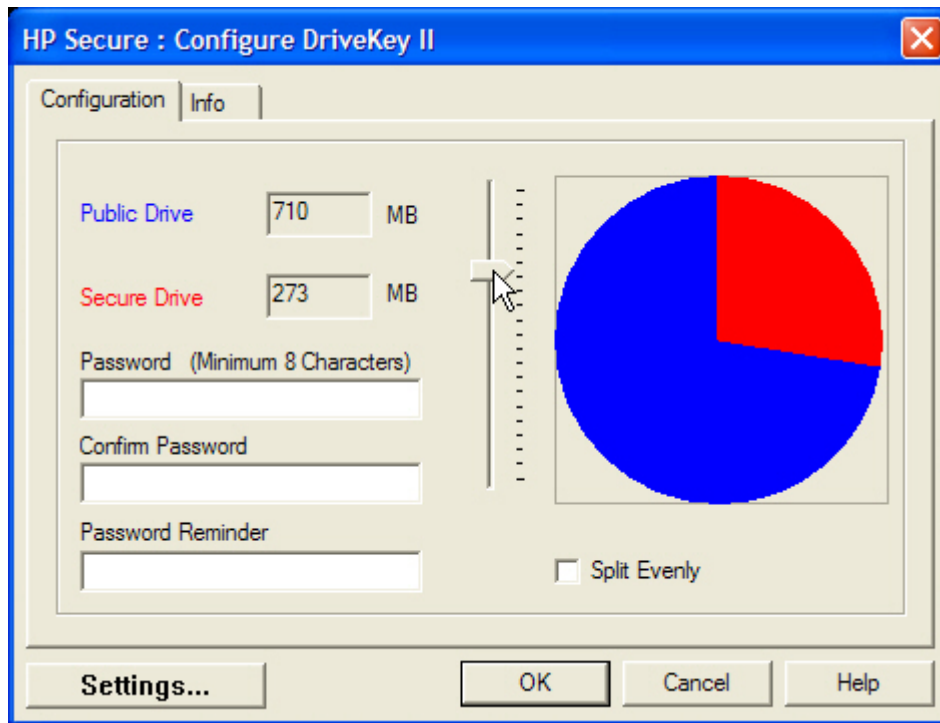 HP Secure : Configure DriveKey II
Configuration Info
Public Drive 710 MB
Secure Drive 273 MB
Password (Minimum 8 Characters)
Confirm Password
Password Reminder
Split Evenly
Settings... OK Cancel Help